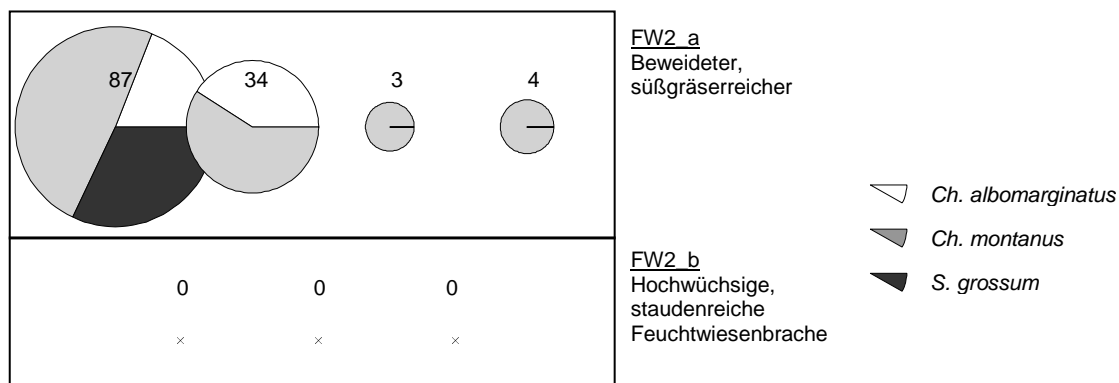 87 34 3 4
FW2_a
Beweideter,
süßgräserreicher
Ch. albomarginatus
Ch. montanus
S. grossum
0 0 0
FW2_b
Hochwüchsige,
staudenreiche
Feuchtwiesenbrache